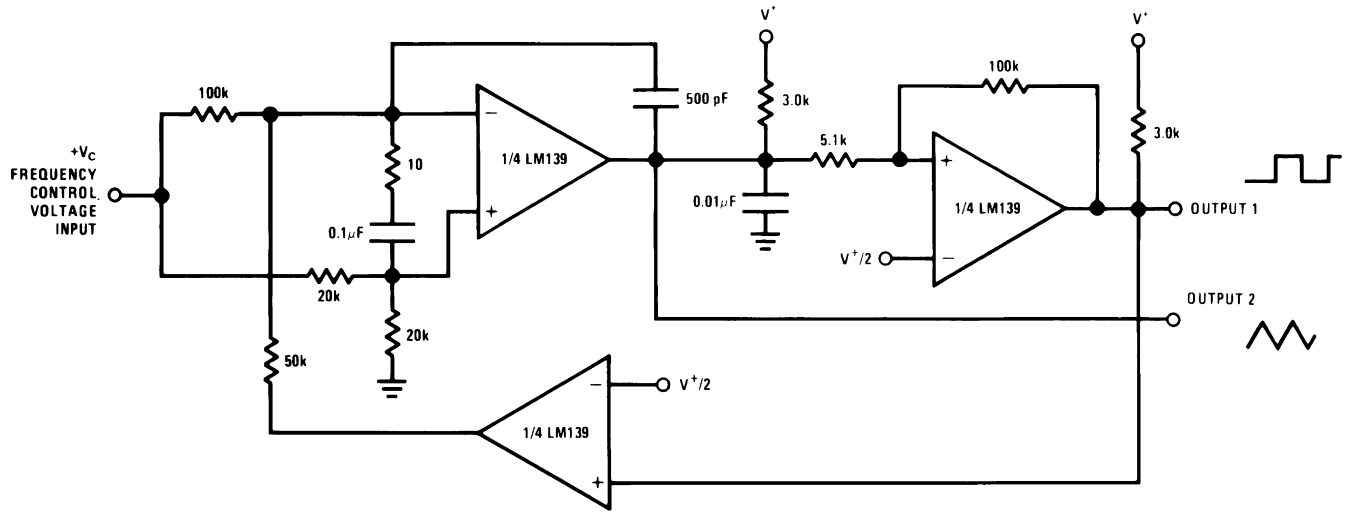 V+
V+
100k
100k
500 pF
3.0k
5.1k
3.0k
−
1/4 LM139
10
+VC
FREQUENCY
CONTROL.
VOLTAGE
INPUT
+
+
0.1µF
0.01µF
1/4 LM139
OUTPUT 1
V+/2
−
20k
OUTPUT 2
20k
50k
−
V+/2
1/4 LM139
+